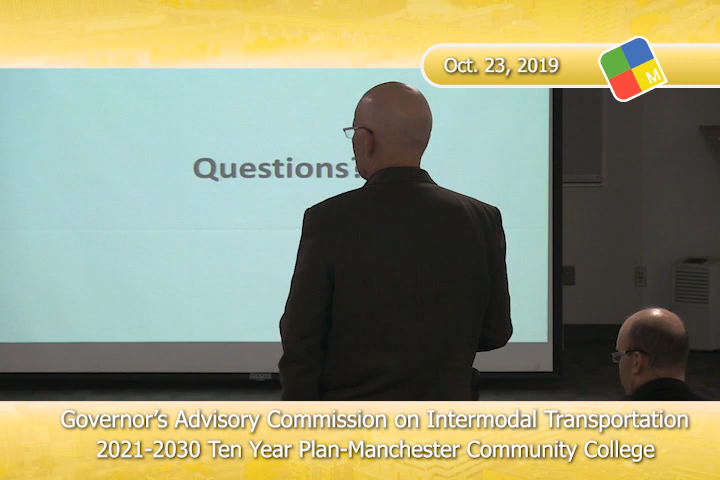 Oct. 23, 2019
M
Questions?
Governor's Advisory Commission on Intermodal Transportation
2021-2030 Ten Year Plan-Manchester Community College